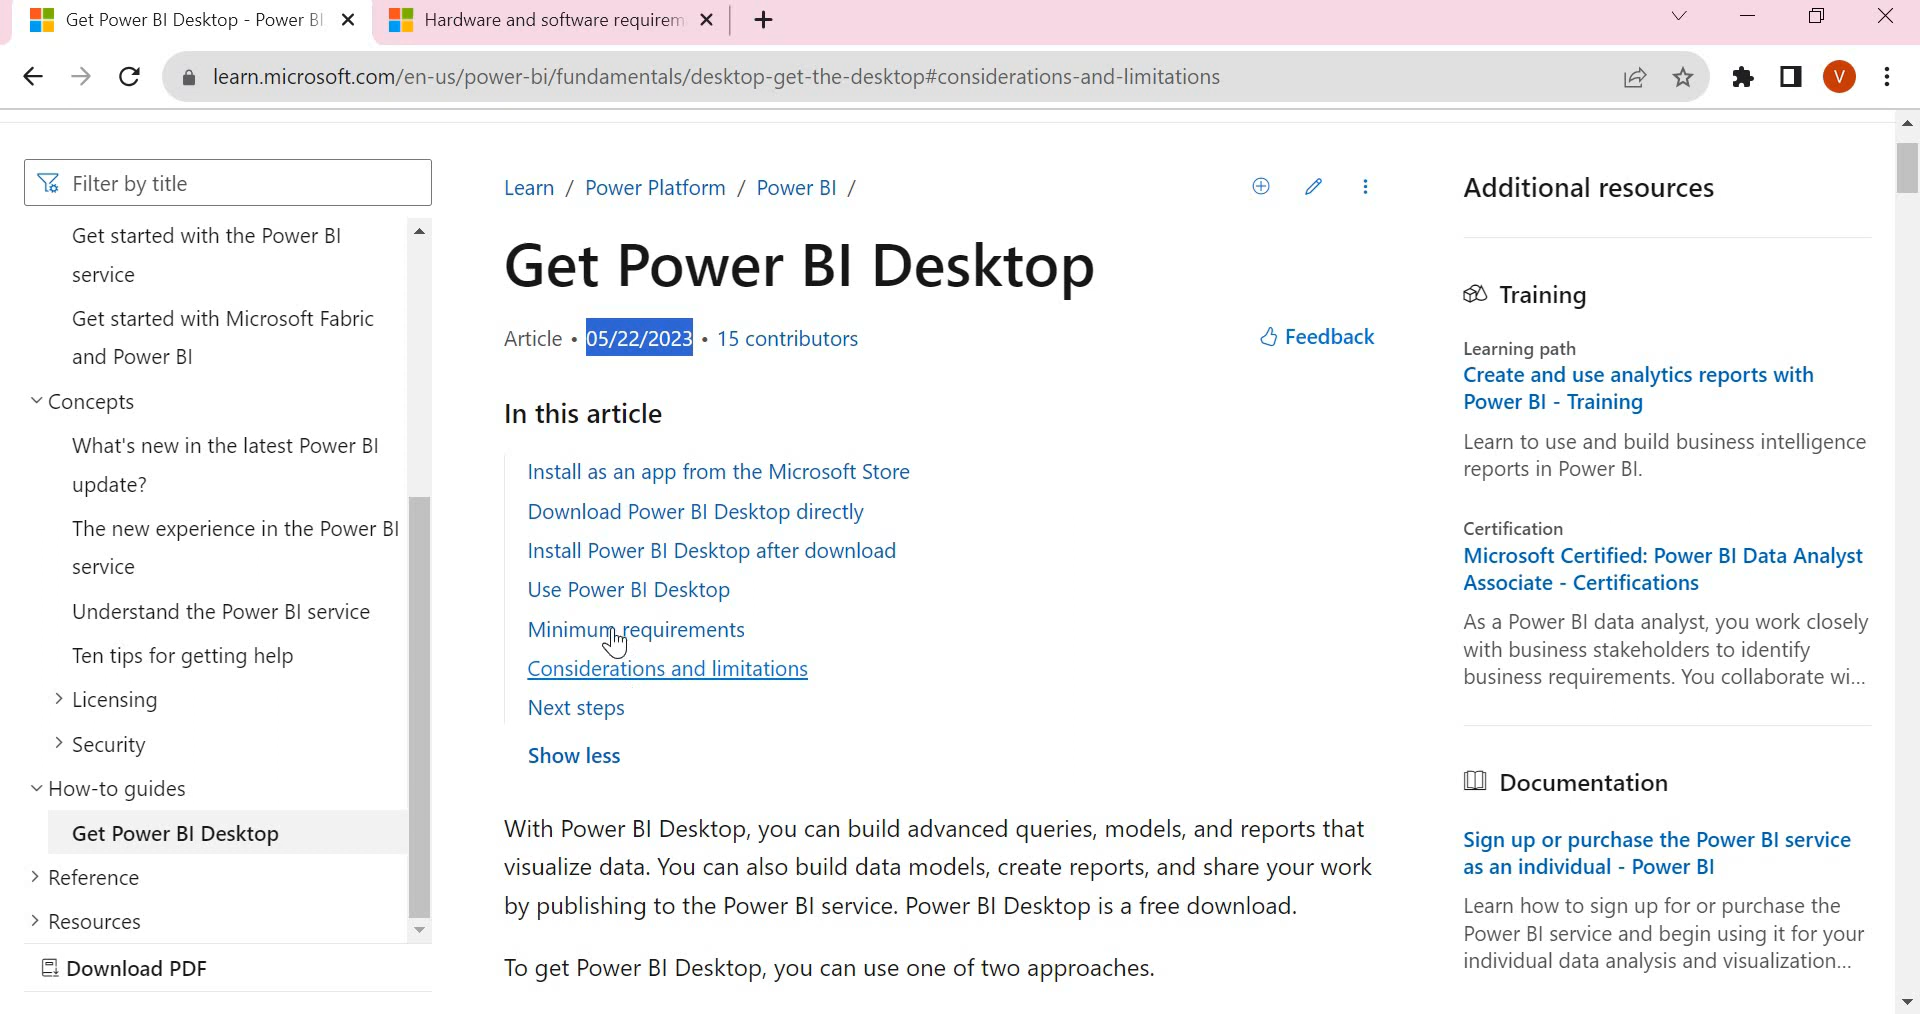 Get Power BI Desktop - Power BI
Hardware and software requirem
learn.microsoft.com/en-us/power-bi/fundamentals/desktop-get-the-desktop#considerations-and-limitations
V
Filter by title
Get started with the Power BI
service
Get started with Microsoft Fabric
and Power BI
Concepts
What's new in the latest Power BI
update?
The new experience in the Power BI
service
Understand the Power BI service
Ten tips for getting help
Licensing
Security
How-to guides
Get Power BI Desktop
Reference
Resources
Download PDF
Learn / Power Platform / Power BI /
Get Power BI Desktop
Article • 05/22/2023 • 15 contributors
Feedback
In this article
Install as an app from the Microsoft Store
Download Power BI Desktop directly
Install Power BI Desktop after download
Use Power BI Desktop
Minimum requirements
Considerations and limitations
Next steps
Show less
With Power BI Desktop, you can build advanced queries, models, and reports that
visualize data. You can also build data models, create reports, and share your work
by publishing to the Power BI service. Power BI Desktop is a free download.
To get Power BI Desktop, you can use one of two approaches.
Additional resources
Training
Learning path
Create and use analytics reports with
Power BI - Training
Learn to use and build business intelligence
reports in Power BI.
Certification
Microsoft Certified: Power BI Data Analyst
Associate - Certifications
As a Power BI data analyst, you work closely
with business stakeholders to identify
business requirements. You collaborate wi...
Documentation
Sign up or purchase the Power BI service
as an individual - Power BI
Learn how to sign up for or purchase the
Power BI service and begin using it for your
individual data analysis and visualization...